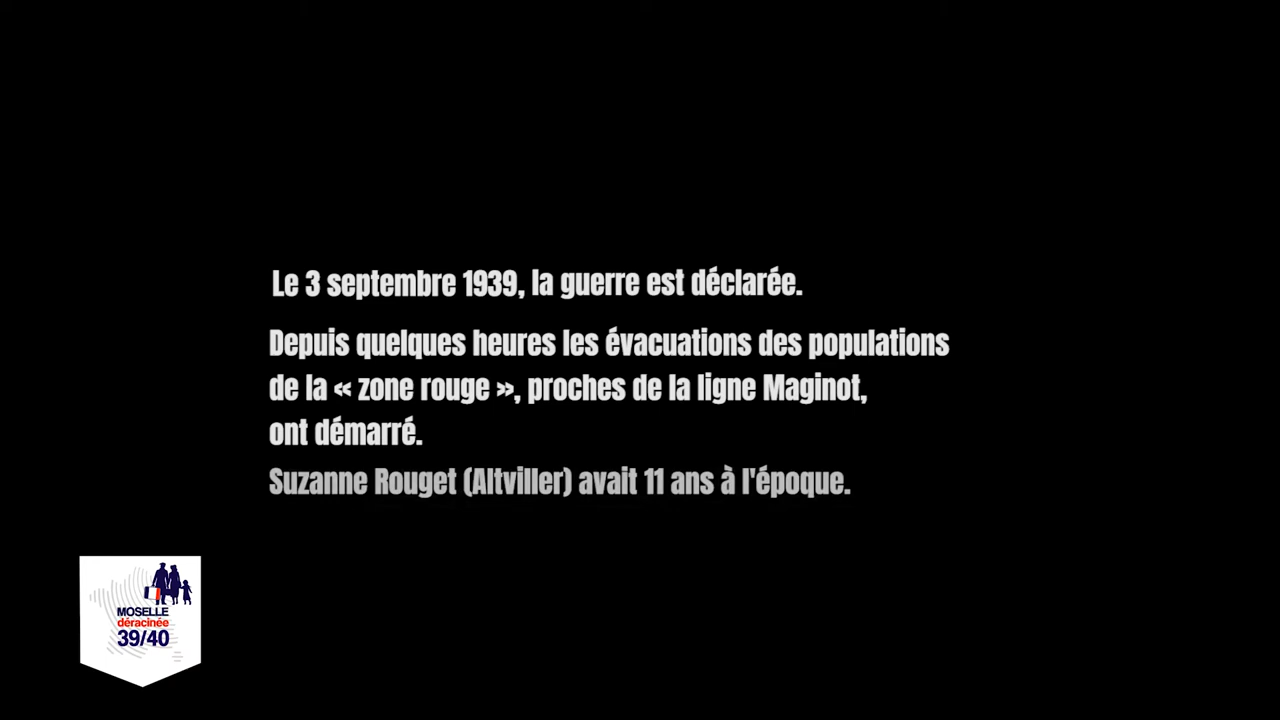 Le 3 septembre 1939, la guerre est déclarée.
Depuis quelques heures les évacuations des populations
de la « zone rouge », proches de la ligne Maginot,
ont démarré.
Suzanne Rouget (Altviller) avait 11 ans à l'époque.
MOSELLE
déracinée
39/40